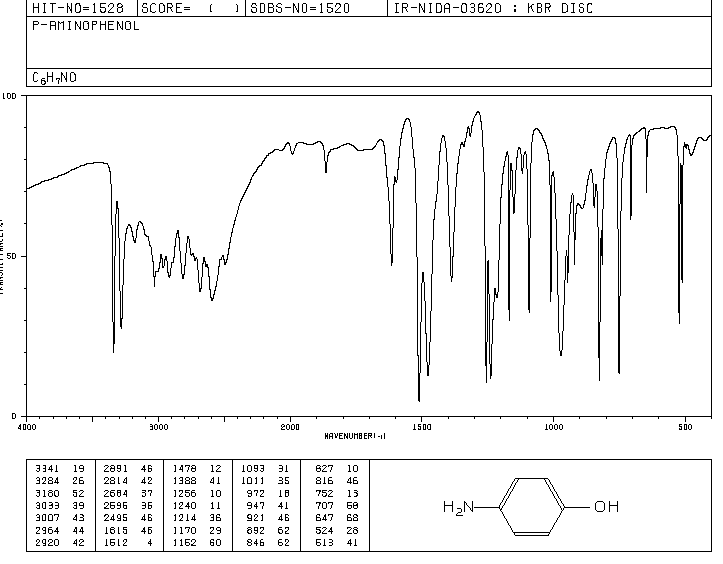 HIT-NO=1528 SCORE= ( ) SDBS-NO=1520 IR-NIDA-03620 : KBR DISC
P-AMINOPHENOL
C6H7NO
100
50
0
4000 3000 2000 1500 1000 500
WAVENUMBER(-1)
3341 19 2891 46 1478 12 1093 31 827 10
3284 26 2814 42 1388 41 1011 35 816 46
3180 52 2684 37 1256 10 972 18 752 13
3033 39 2596 35 1240 11 947 41 707 60
3007 43 2495 46 1214 36 921 46 647 68
2964 44 1615 46 1170 29 892 62 524 28
2920 42 1512 4 1152 60 846 62 513 41
H2N OH